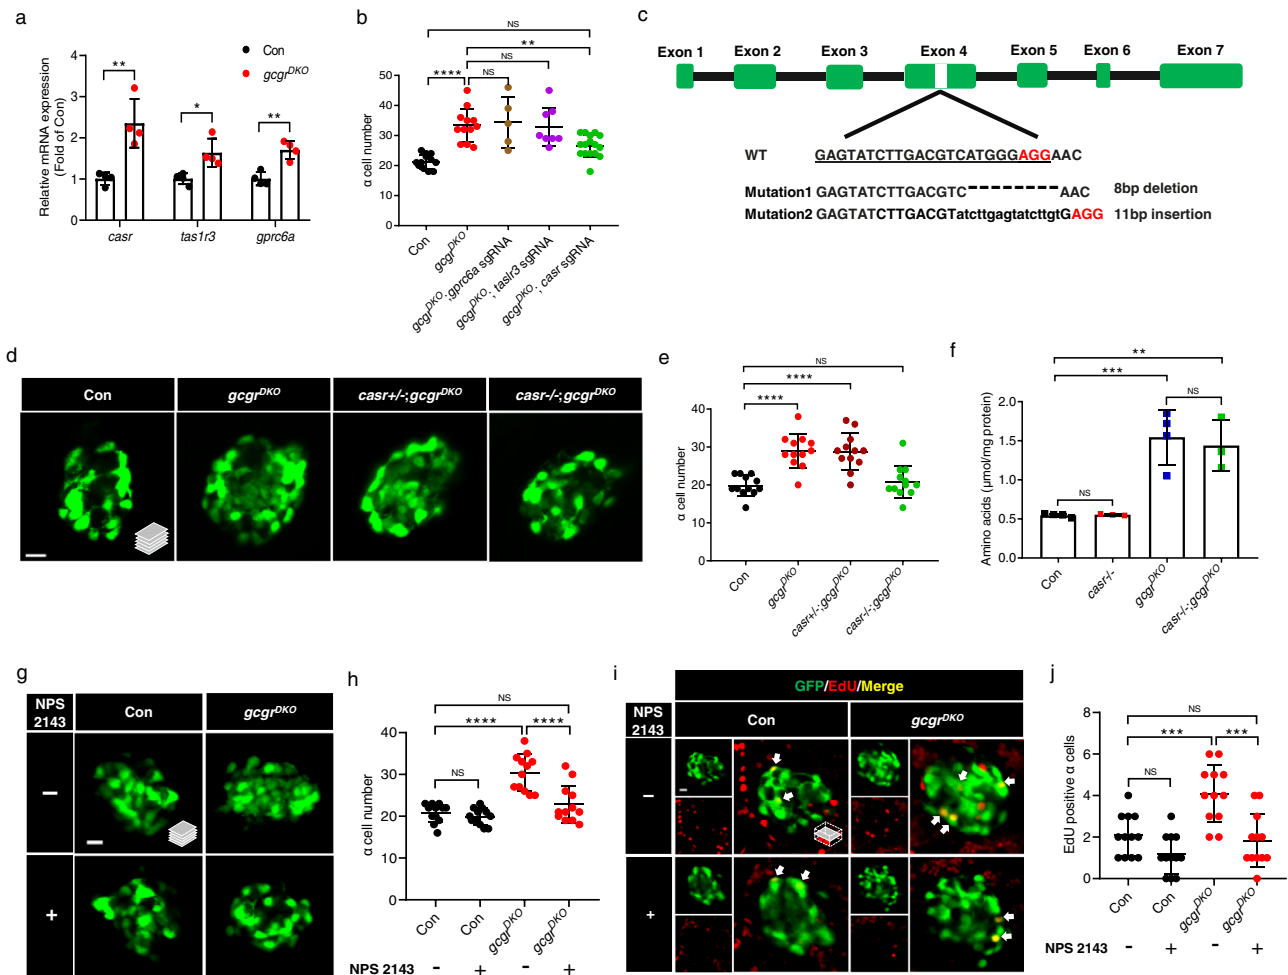 a
Relative mRNA expression
(Fold of Con)
4
3
2
1
0
Con
gcgrDKO
**
*
**
casr
tas1r3
gprc6a
b
NS
**
NS
****
NS
α cell number
50
40
30
20
10
0
Con
gcgrDKO
gcgrDKO;gprc6a sgRNA
gcgrDKO; taslr3 sgRNA
gcgrDKO; casr sgRNA
c
Exon 1 Exon 2 Exon 3 Exon 4 Exon 5 Exon 6 Exon 7
WT GAGTATCTTGACGTCATGGGAGGAAC
Mutation1 GAGTATCTTGACGTC----------AAC 8bp deletion
Mutation2 GAGTATCTTGACGTatcttgagtatcttgtGAGG 11bp insertion
d
Con gcgrDKO casr+/-;gcgrDKO casr-/-;gcgrDKO
e
NS
****
****
α cell number
40
30
20
10
0
Con
gcgrDKO
casr+/-;gcgrDKO
casr-/-;gcgrDKO
f
**
***
NS
NS
Amino acids (μmol/mg protein)
2.0
1.5
1.0
0.5
0.0
Con
casr-/-
gcgrDKO
casr-/-;gcgrDKO
g
NPS
2143
Con gcgrDKO
−
+
h
NS
****
****
NS
α cell number
40
30
20
10
0
Con Con gcgrDKO gcgrDKO
NPS 2143 - + - +
i
GFP/EdU/Merge
NPS
2143
Con gcgrDKO
−
+
j
NS
***
***
NS
EdU positive α cells
8
6
4
2
0
Con Con gcgrDKO gcgrDKO
NPS 2143 - + - +